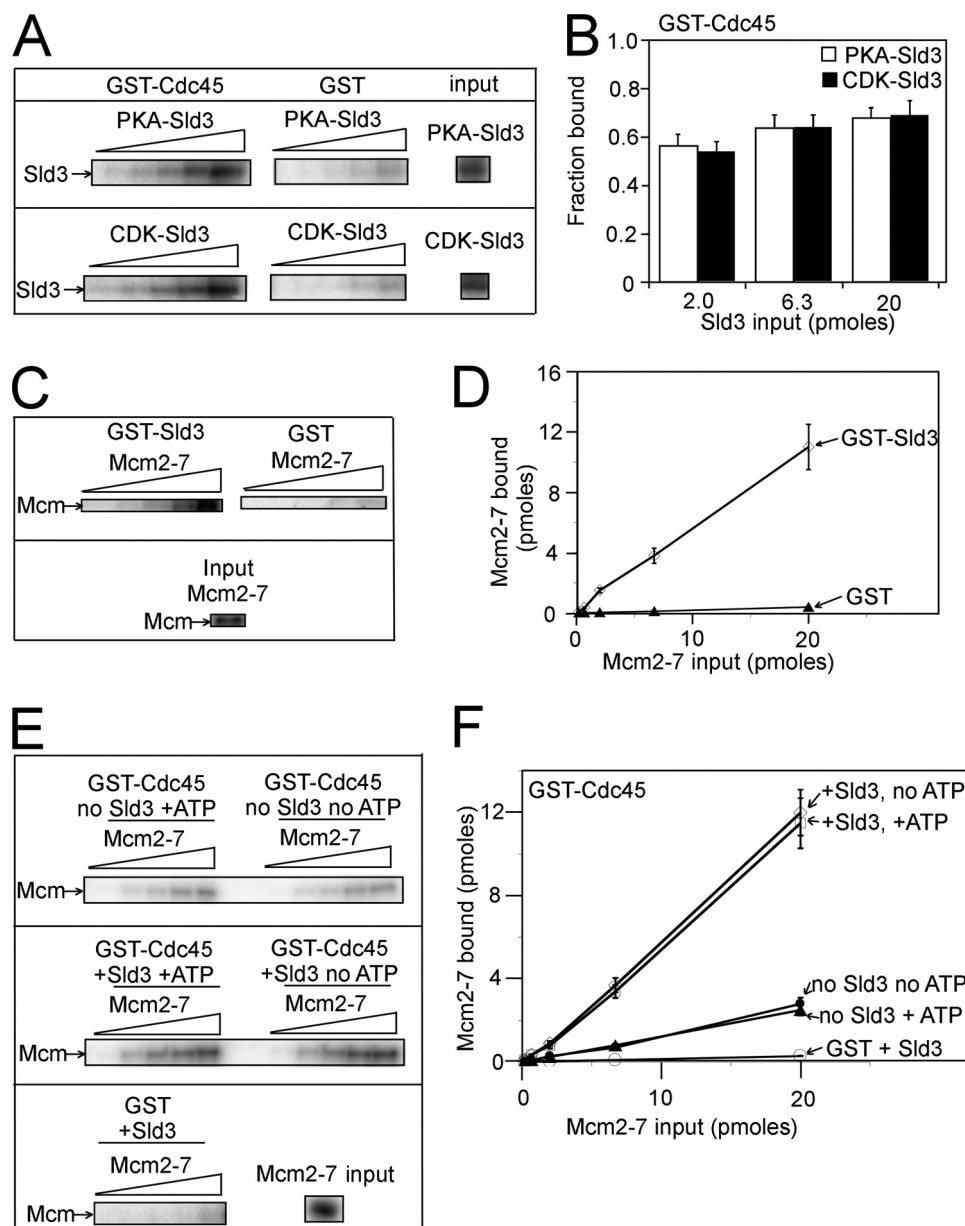 A
GST-Cdc45 GST input
PKA-Sld3 PKA-Sld3 PKA-Sld3
Sld3
CDK-Sld3 CDK-Sld3 CDK-Sld3
Sld3
B
GST-Cdc45
PKA-Sld3
CDK-Sld3
Fraction bound
1.0
0.8
0.6
0.4
0.2
0
2.0 6.3 20
Sld3 input (pmoles)
C
GST-Sld3 GST
Mcm2-7 Mcm2-7
Mcm
Input
Mcm2-7
Mcm
D
Mcm2-7 bound
(pmoles)
16
12
8
4
0
GST-Sld3
GST
0 10 20
Mcm2-7 input (pmoles)
E
GST-Cdc45 GST-Cdc45
no Sld3 +ATP no Sld3 no ATP
Mcm2-7 Mcm2-7
Mcm
GST-Cdc45 GST-Cdc45
+Sld3 +ATP +Sld3 no ATP
Mcm2-7 Mcm2-7
Mcm
GST
+Sld3
Mcm2-7 Mcm2-7 input
Mcm
F
GST-Cdc45
Mcm2-7 bound (pmoles)
12
8
4
0
+Sld3, no ATP
+Sld3, +ATP
no Sld3 no ATP
no Sld3 + ATP
GST + Sld3
0 10 20
Mcm2-7 input (pmoles)